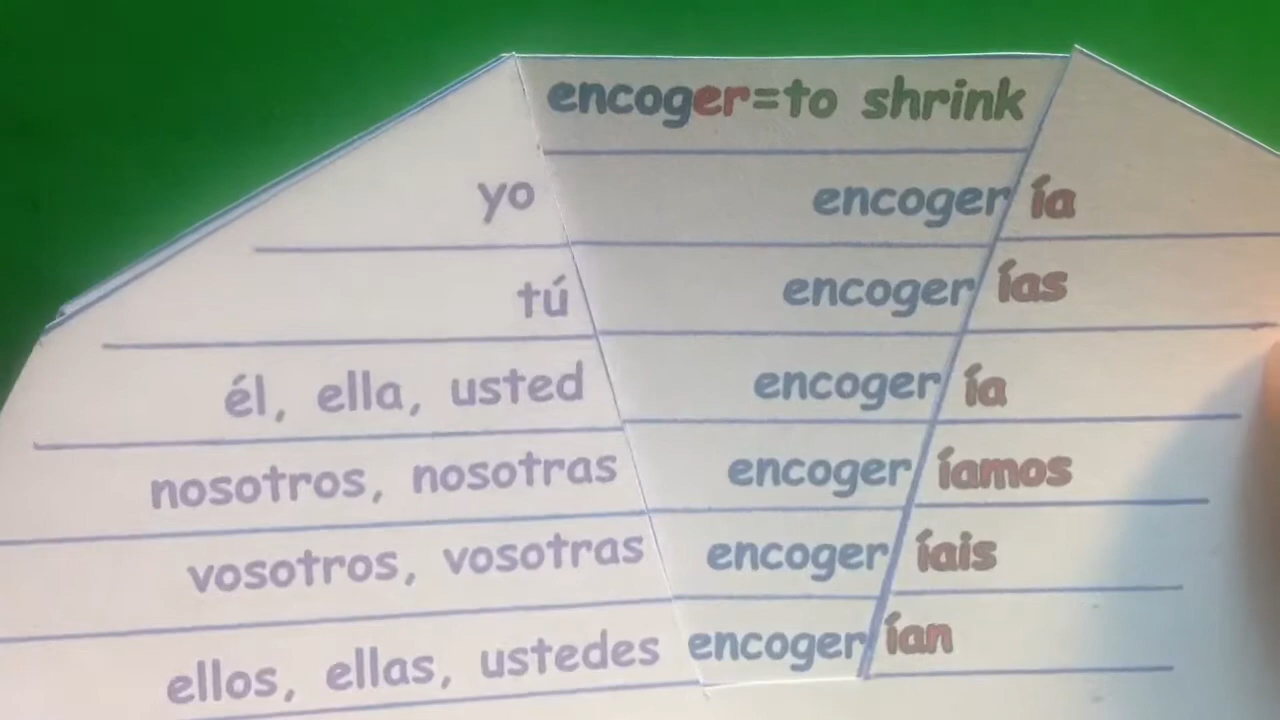 encoger=to shrink
yo encoger ía
tú encoger ías
él, ella, usted encoger ía
nosotros, nosotras encoger íamos
vosotros, vosotras encoger íais
ellos, ellas, ustedes encoger ían